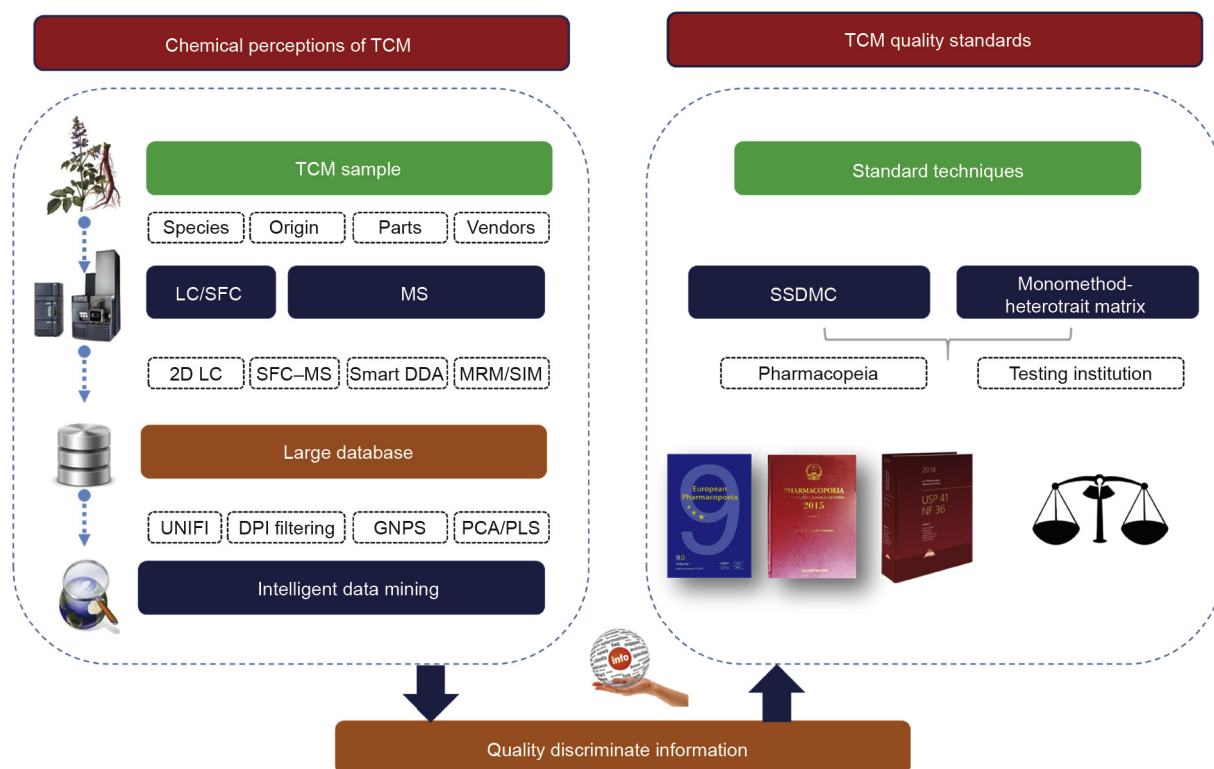 Chemical perceptions of TCM
TCM quality standards
TCM sample
Species
Origin
Parts
Vendors
LC/SFC
MS
2D LC
SFC–MS
Smart DDA
MRM/SIM
Large database
UNIFI
DPI filtering
GNPS
PCA/PLS
Intelligent data mining
Standard techniques
SSDMC
Monomethod-
heterotrait matrix
Pharmacopeia
Testing institution
European
Pharmacopoeia
9
9.0
Volume I
PHARMACOPOEIA
2015
2018
USP 41
NF 36
info
support
Quality discriminate information